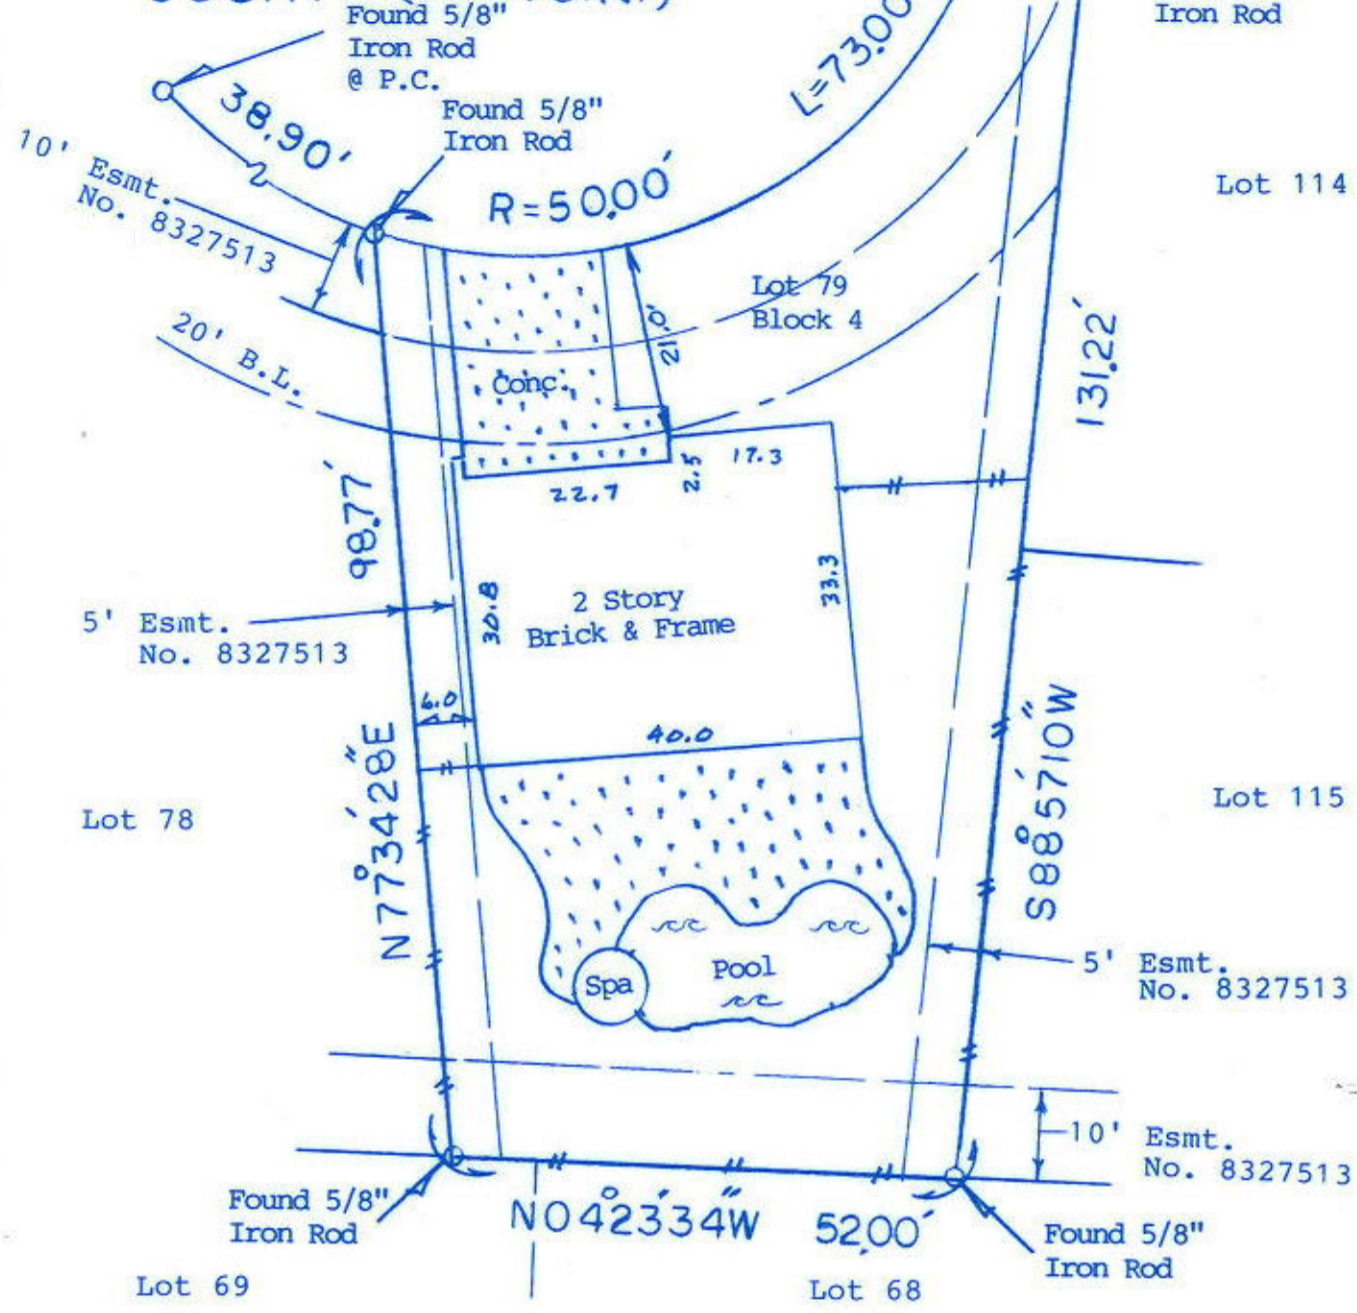 Found 5/8"
Iron Rod
@ P.C.
Iron Rod
38.90'
Found 5/8"
Iron Rod
L=73.00
10' Esmt.
No. 8327513
R=50.00'
Lot 114
20' B.L.
Lot 79
Block 4
21.0'
Conc.
131.22'
17.3
2.5
22.7
98.77'
5' Esmt.
No. 8327513
30.8
2 Story
Brick & Frame
33.3
6.0
40.0
N77°34'28"E
S88°57'10"W
Lot 78
Lot 115
Spa
Pool
5' Esmt.
No. 8327513
10' Esmt.
No. 8327513
Found 5/8"
Iron Rod
N0°42'33.4"W 52.00'
Found 5/8"
Iron Rod
Lot 69
Lot 68